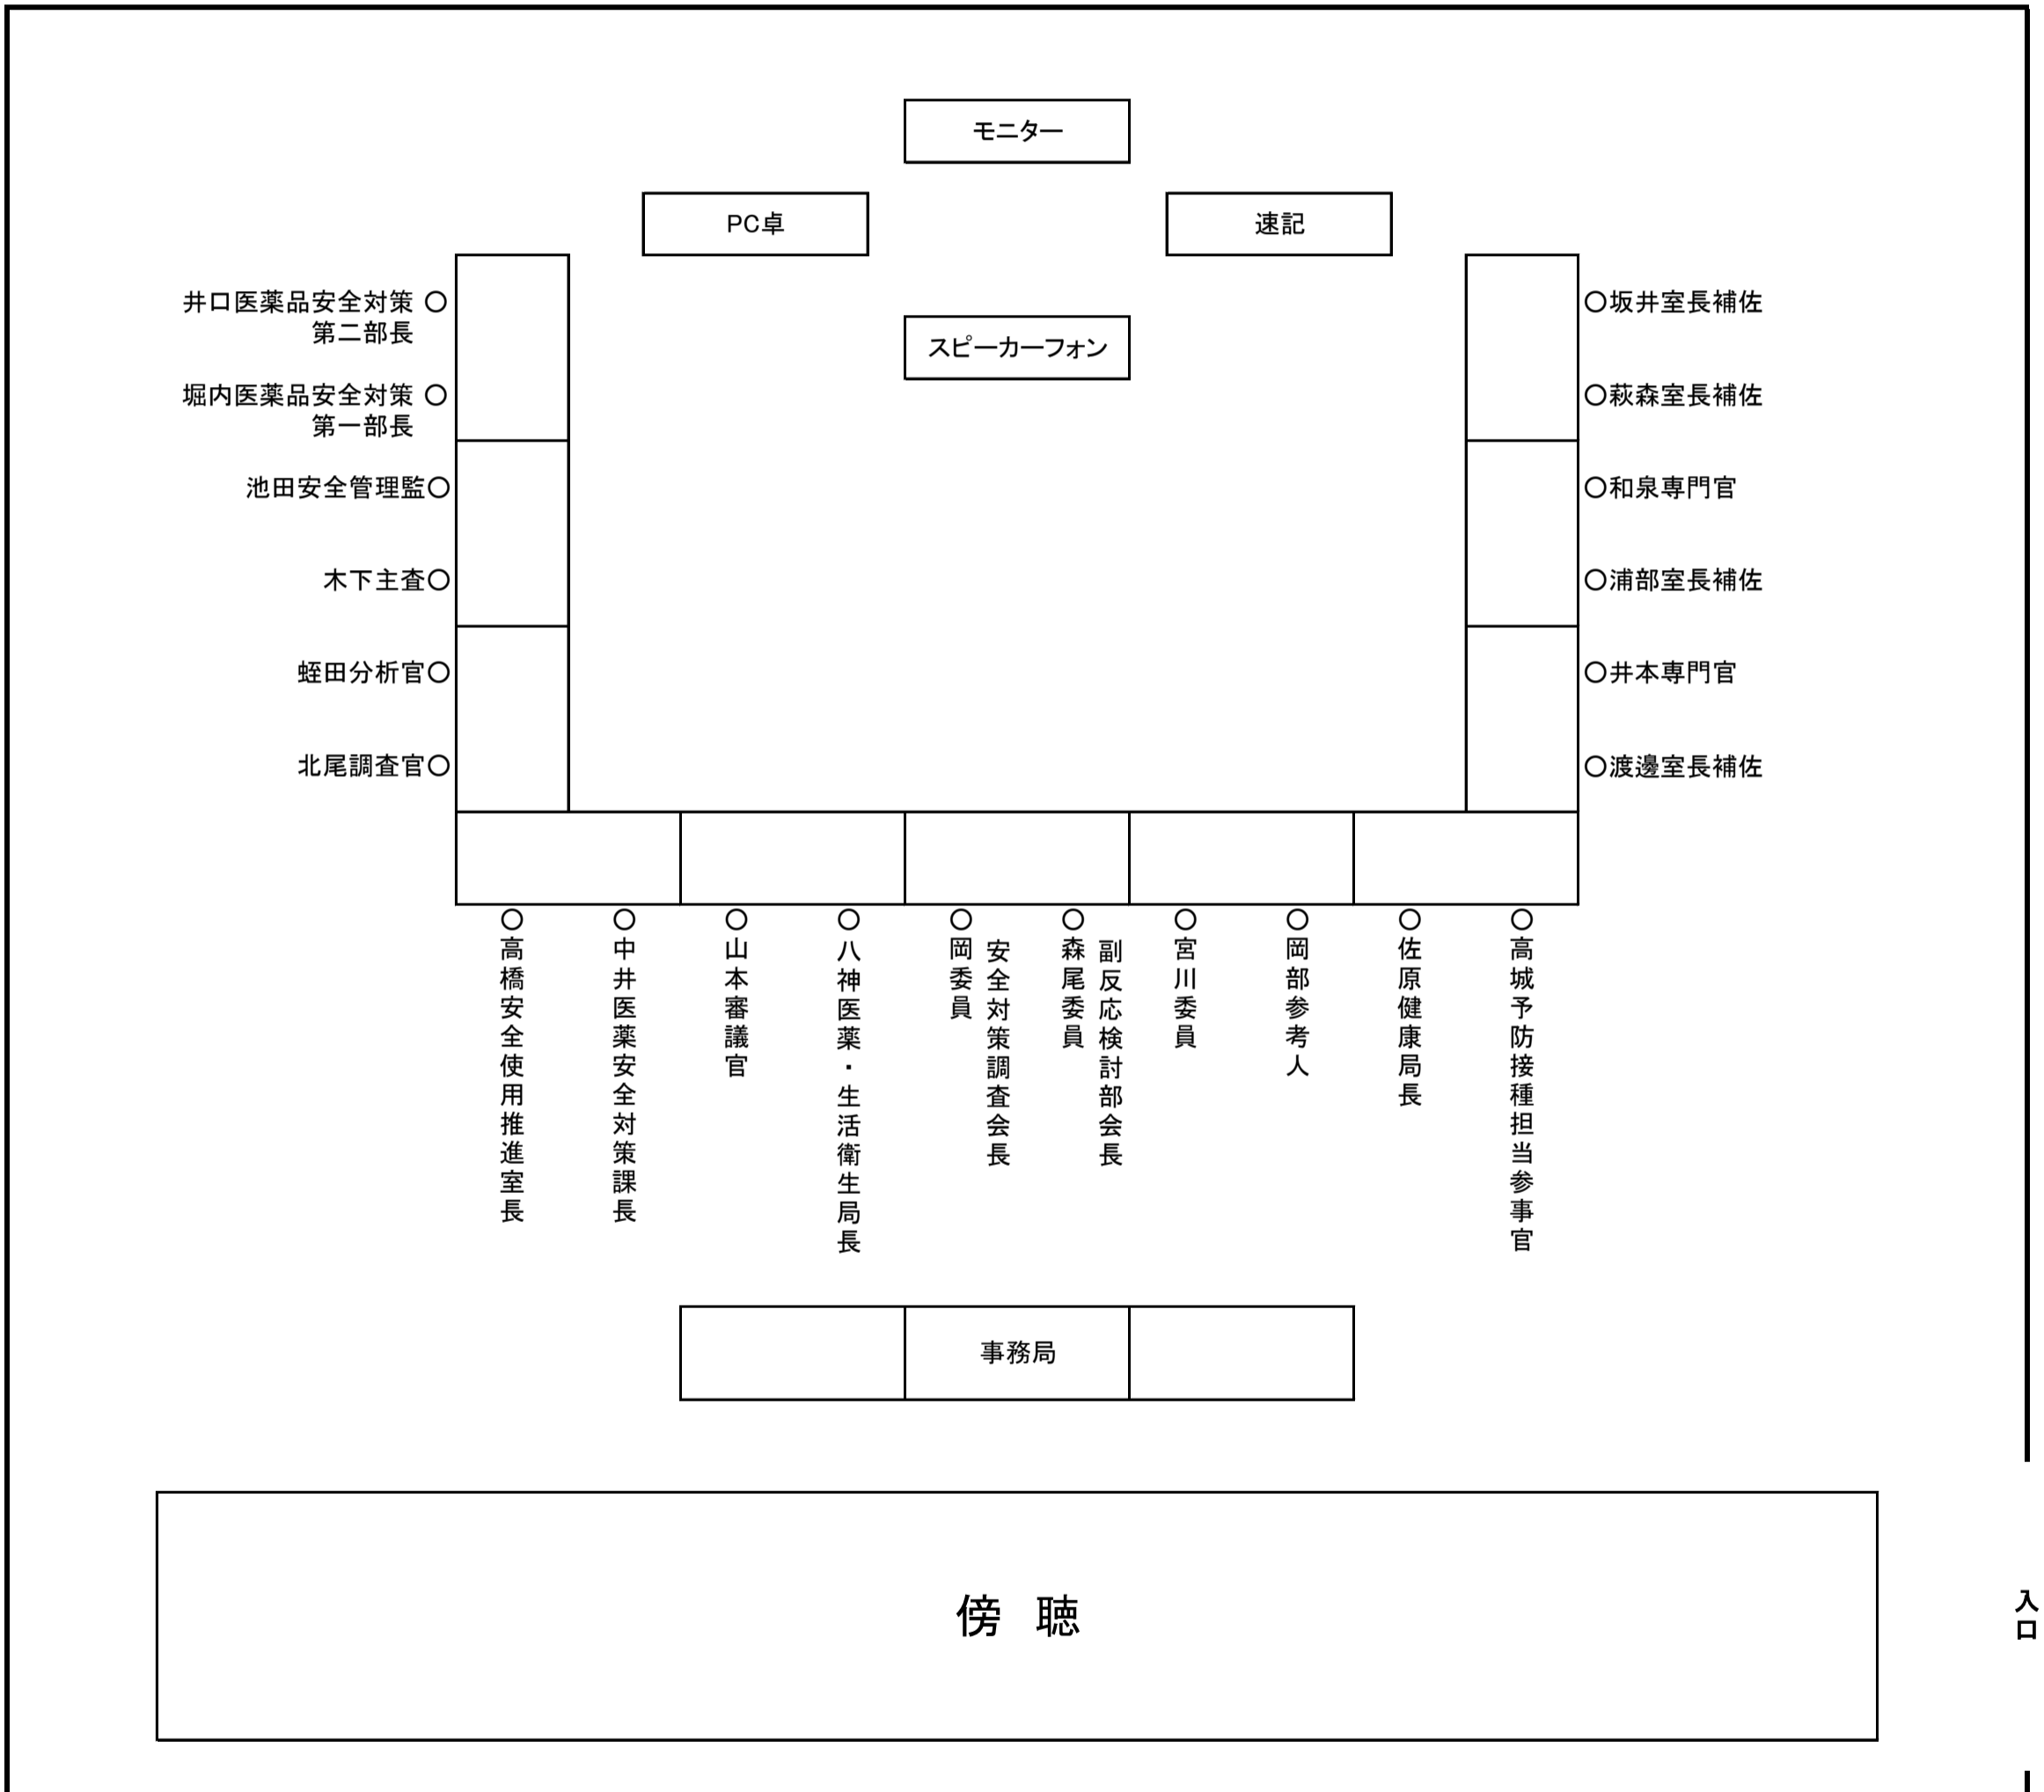 モニター
PC卓
速記
スピーカーフォン
井口医薬品安全対策○
第二部長
堀内医薬品安全対策○
第一部長
池田安全管理監○
木下主査○
蛭田分析官○
北尾調査官○
○坂井室長補佐
○萩森室長補佐
○和泉専門官
○浦部室長補佐
○井本専門官
○渡邊室長補佐
○高橋安全使用推進室長
○中井医薬安全対策課長
○山本審議官
○八神医薬・生活衛生局長
安全対策調査会長
○岡委員
副反応検討部会長
○森尾委員
○宮川委員
○岡部参考人
○佐原健康局長
○高城予防接種担当参事官
事務局
傍 聴
入口